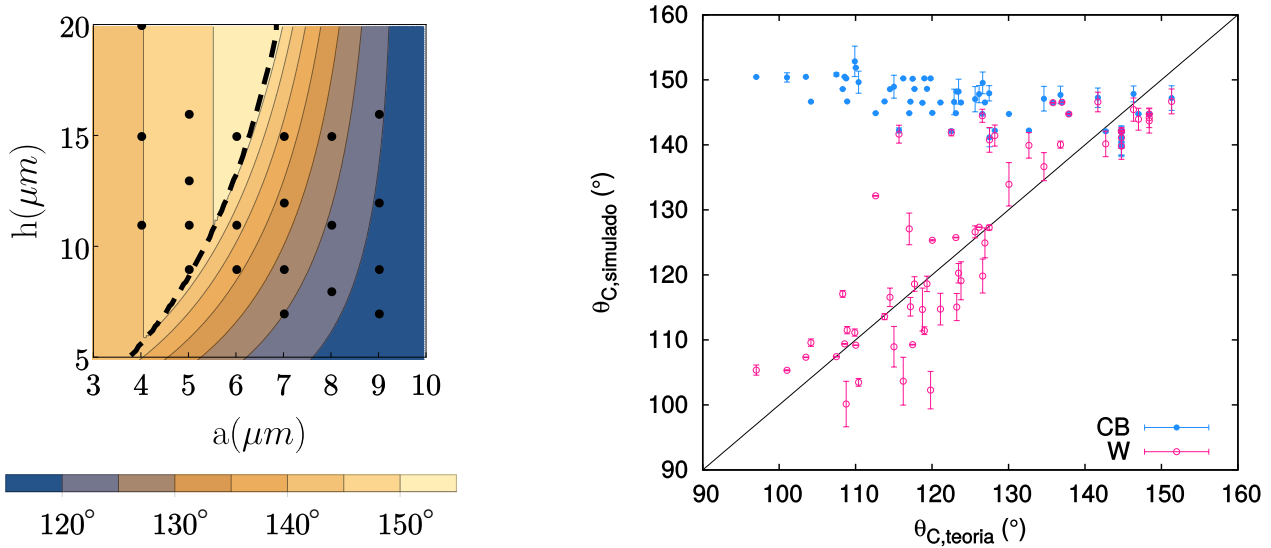 20
15
10
5
h(μm)
3 4 5 6 7 8 9 10
a(μm)
120° 130° 140° 150°
160
150
140
130
120
110
100
90
θC,simulado (°)
CB
W
90 100 110 120 130 140 150 160
θC,teoria (°)